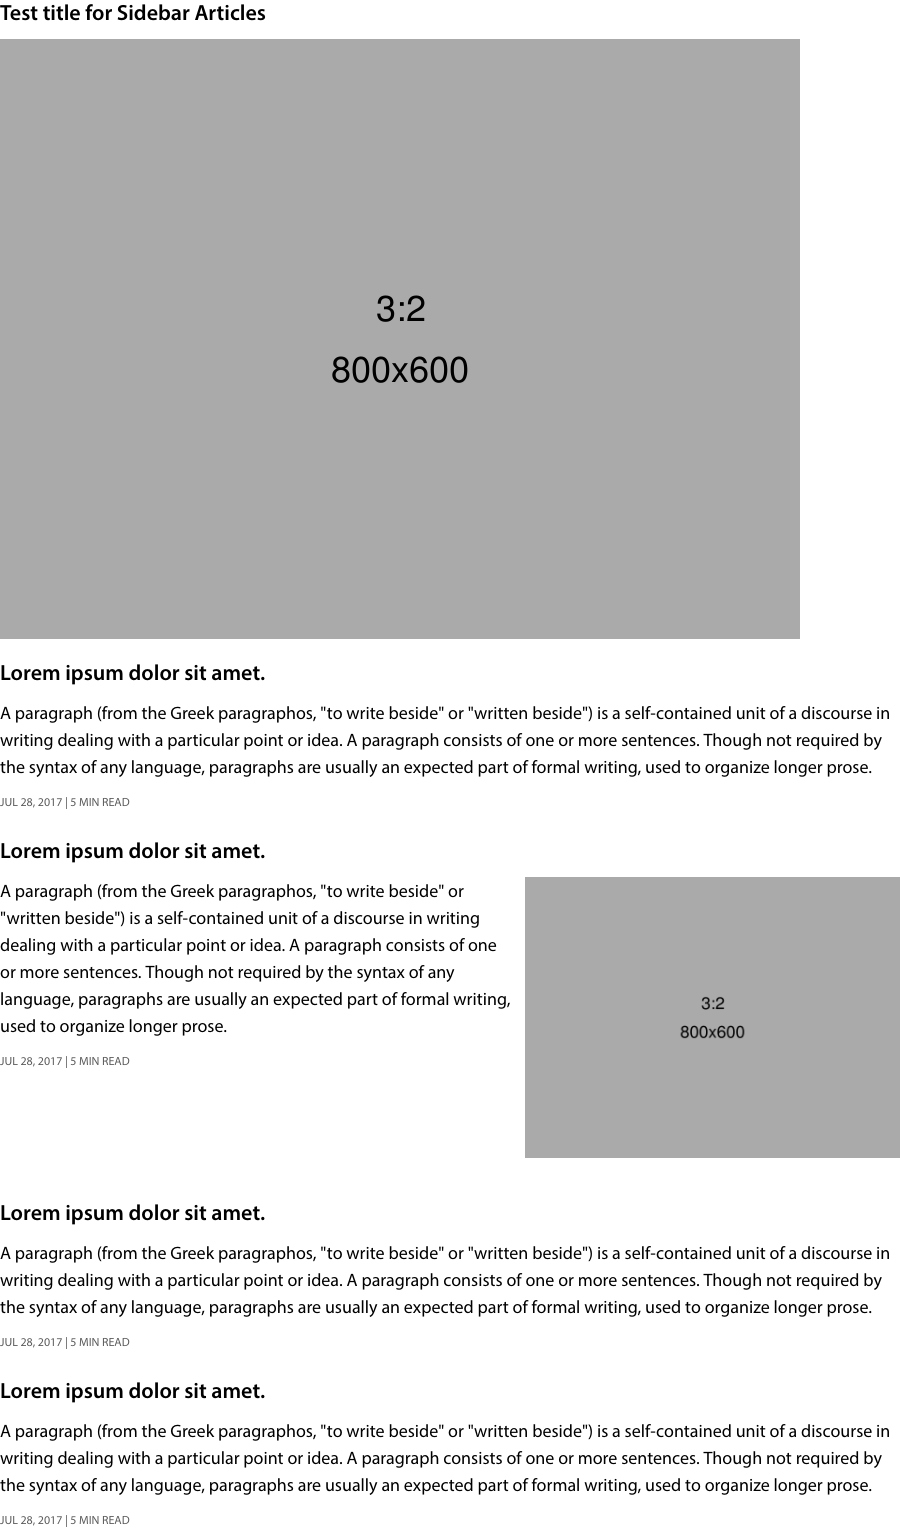 Test title for Sidebar Articles
3:2
800x600
Lorem ipsum dolor sit amet.
A paragraph (from the Greek paragraphos, "to write beside" or "written beside") is a self-contained unit of a discourse in
writing dealing with a particular point or idea. A paragraph consists of one or more sentences. Though not required by
the syntax of any language, paragraphs are usually an expected part of formal writing, used to organize longer prose.
JUL 28, 2017 | 5 MIN READ
Lorem ipsum dolor sit amet.
A paragraph (from the Greek paragraphos, "to write beside" or
"written beside") is a self-contained unit of a discourse in writing
dealing with a particular point or idea. A paragraph consists of one
or more sentences. Though not required by the syntax of any
language, paragraphs are usually an expected part of formal writing,
used to organize longer prose.
JUL 28, 2017 | 5 MIN READ
3:2
800x600
Lorem ipsum dolor sit amet.
A paragraph (from the Greek paragraphos, "to write beside" or "written beside") is a self-contained unit of a discourse in
writing dealing with a particular point or idea. A paragraph consists of one or more sentences. Though not required by
the syntax of any language, paragraphs are usually an expected part of formal writing, used to organize longer prose.
JUL 28, 2017 | 5 MIN READ
Lorem ipsum dolor sit amet.
A paragraph (from the Greek paragraphos, "to write beside" or "written beside") is a self-contained unit of a discourse in
writing dealing with a particular point or idea. A paragraph consists of one or more sentences. Though not required by
the syntax of any language, paragraphs are usually an expected part of formal writing, used to organize longer prose.
JUL 28, 2017 | 5 MIN READ